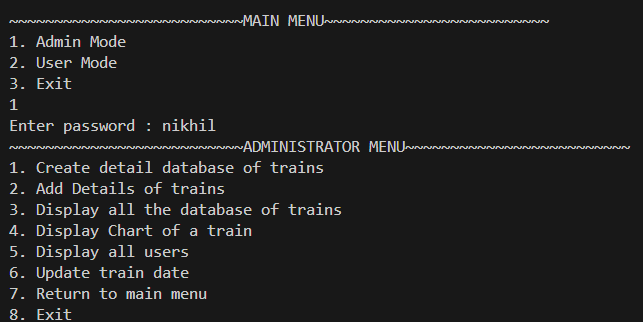 ~~~~~~~~~~~~~~~~~~~~~~~~~~MAIN MENU~~~~~~~~~~~~~~~~~~~~~~~~~
1. Admin Mode
2. User Mode
3. Exit
1
Enter password : nikhil
~~~~~~~~~~~~~~~~~~~~~~~~~~ADMINISTRATOR MENU~~~~~~~~~~~~~~~~~~~~~~~~~
1. Create detail database of trains
2. Add Details of trains
3. Display all the database of trains
4. Display Chart of a train
5. Display all users
6. Update train date
7. Return to main menu
8. Exit